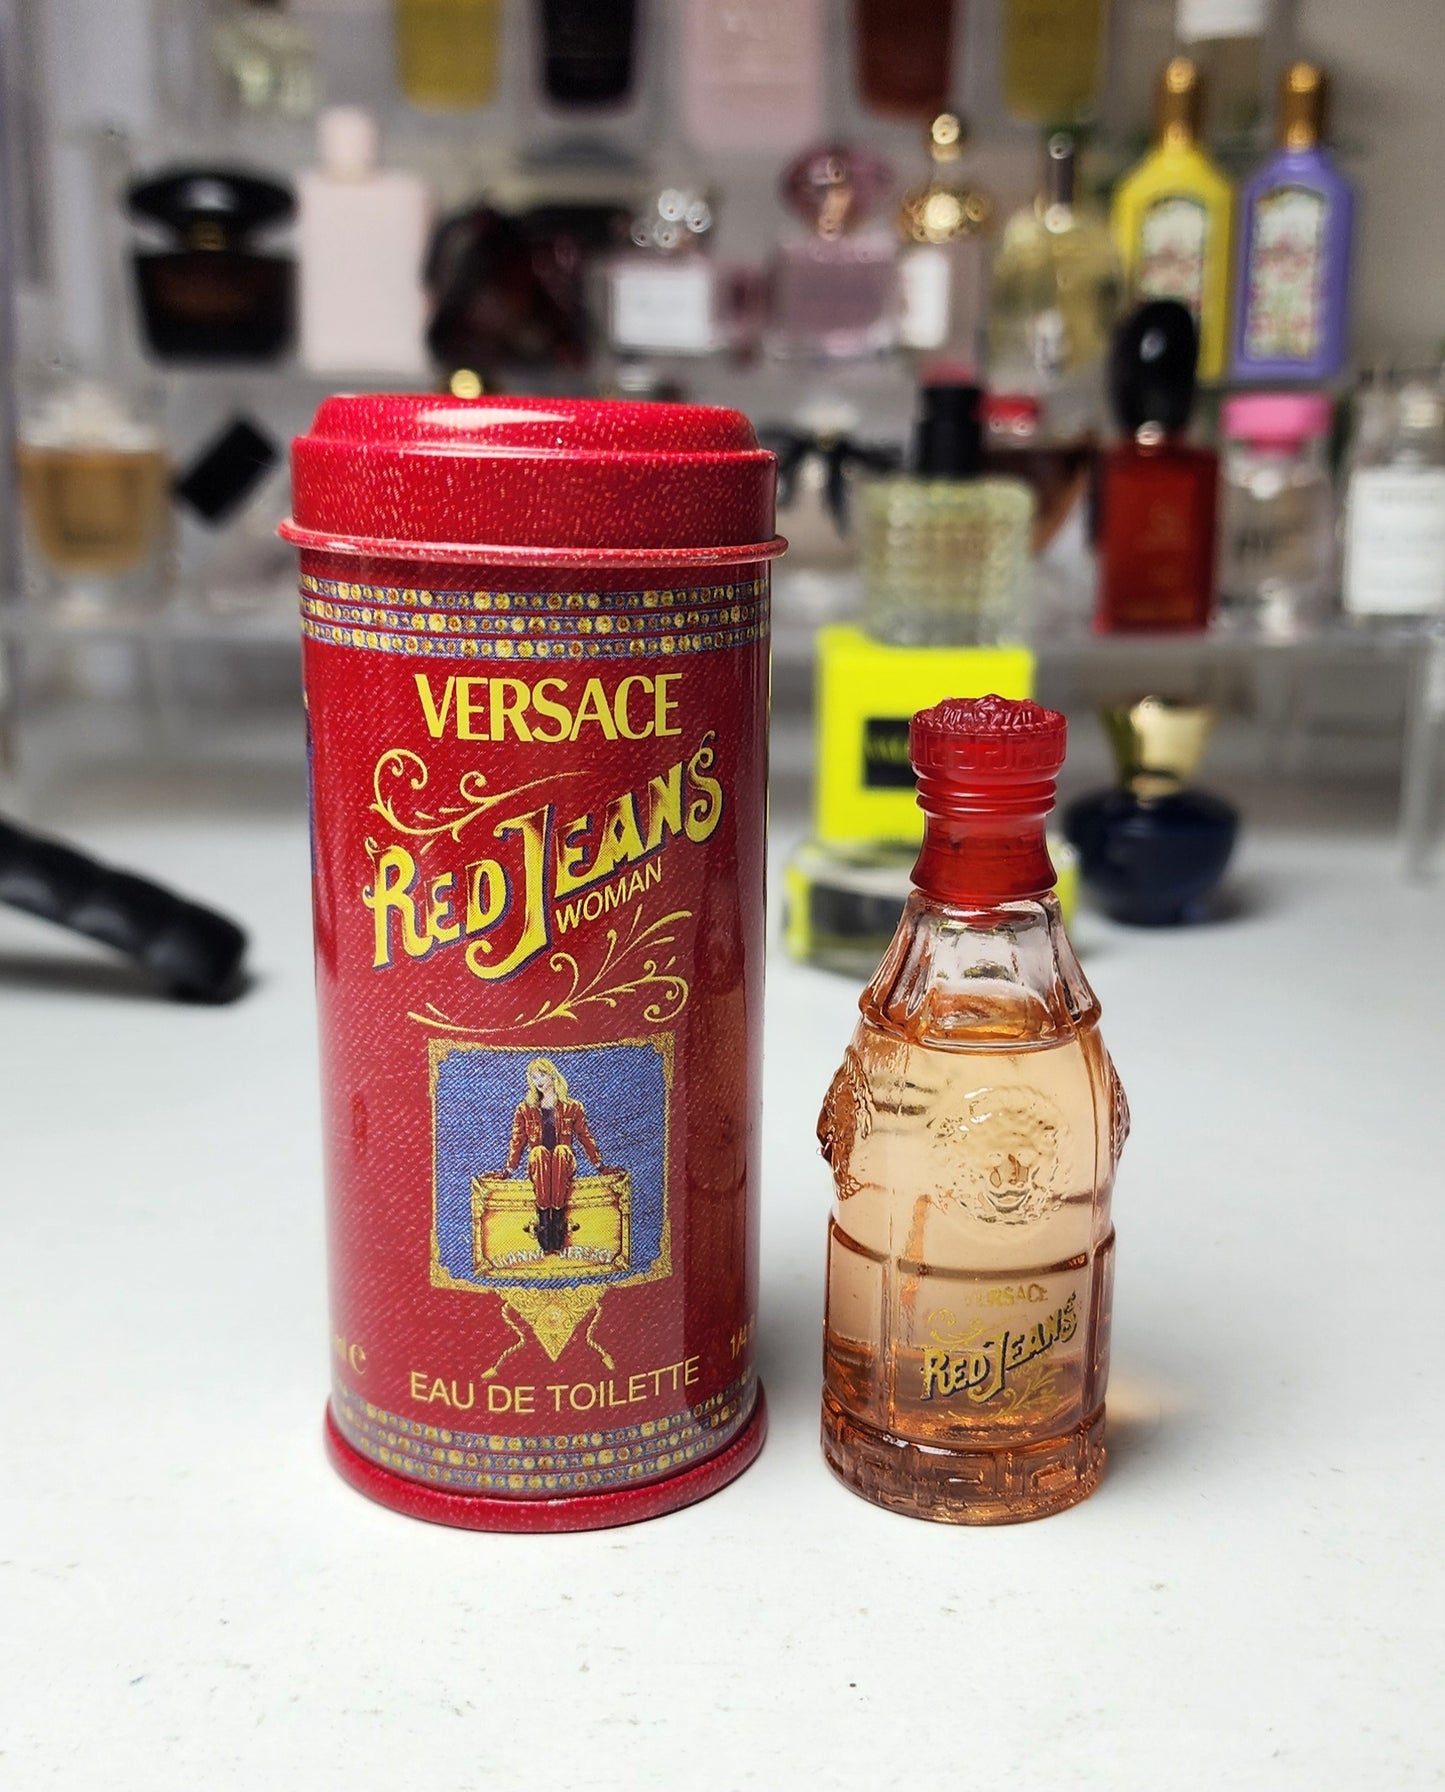 VERSACE
RED JEANS
WOMAN
EAU DE TOILETTE
VERSACE
RED JEANS